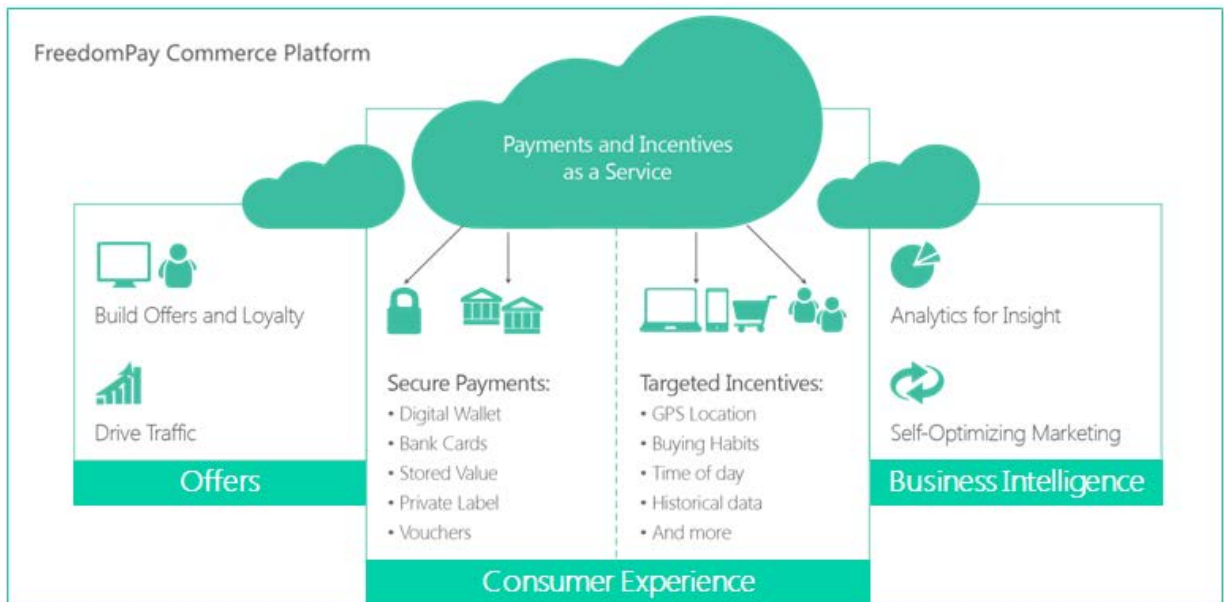 FreedomPay Commerce Platform
Payments and Incentives
as a Service
Build Offers and Loyalty
Drive Traffic
Offers
Secure Payments:
• Digital Wallet
• Bank Cards
• Stored Value
• Private Label
• Vouchers
Targeted Incentives:
• GPS Location
• Buying Habits
• Time of day
• Historical data
• And more
Consumer Experience
Analytics for Insight
Self-Optimizing Marketing
Business Intelligence